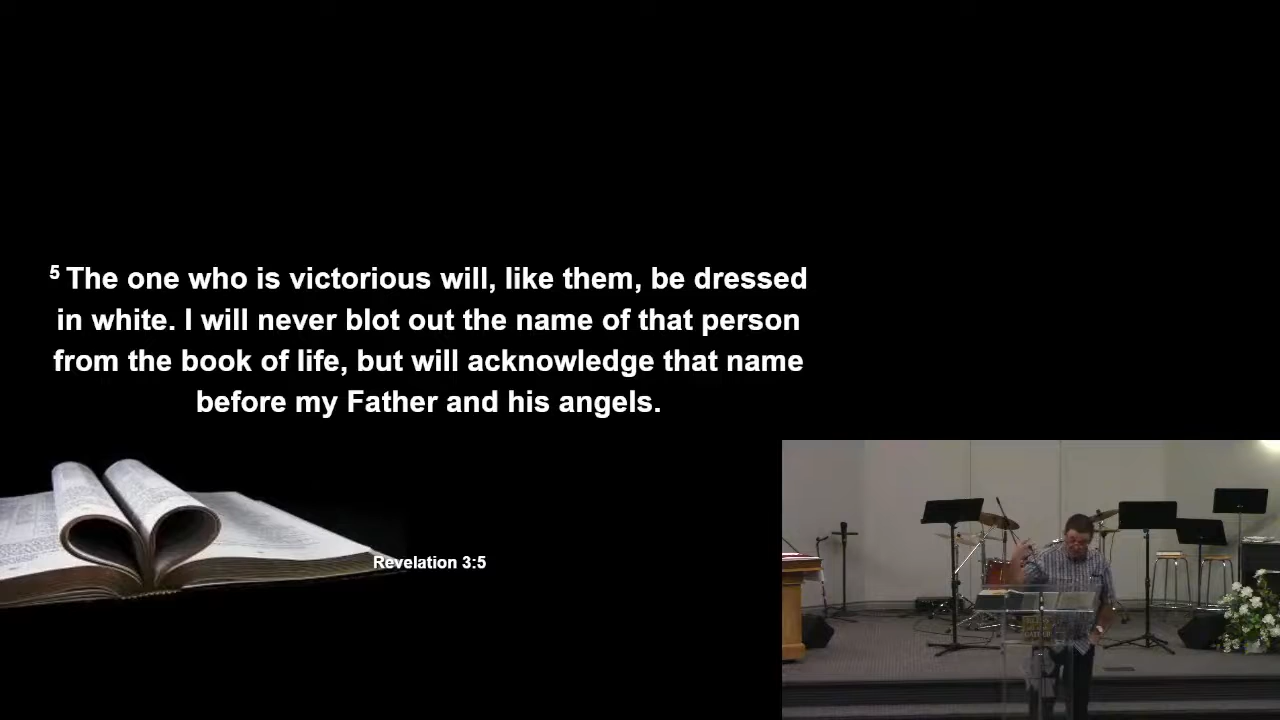 5 The one who is victorious will, like them, be dressed
in white. I will never blot out the name of that person
from the book of life, but will acknowledge that name
before my Father and his angels.
Revelation 3:5